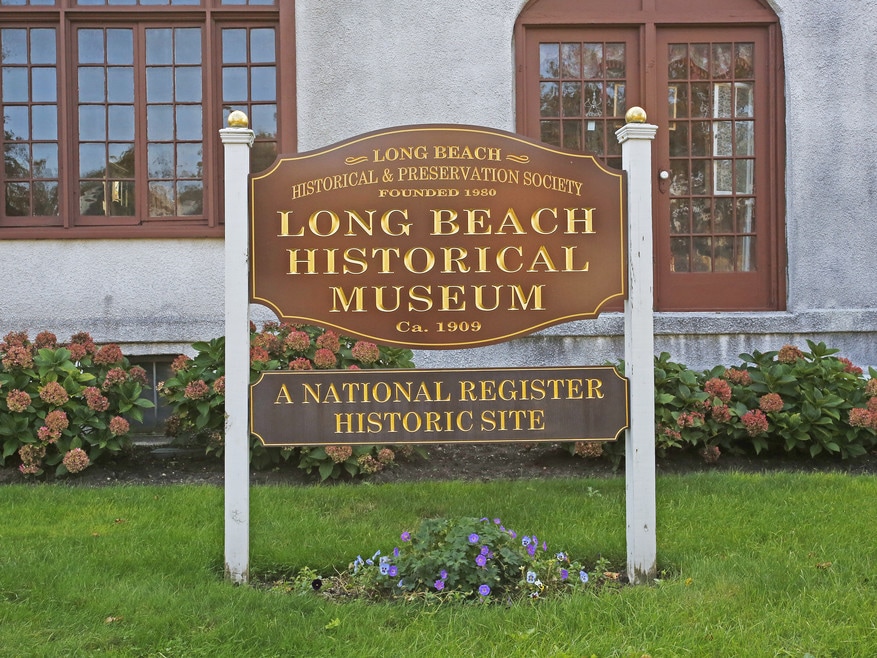 LONG BEACH
HISTORICAL & PRESERVATION SOCIETY
FOUNDED 1980
LONG BEACH
HISTORICAL
MUSEUM
Ca. 1909
A NATIONAL REGISTER
HISTORIC SITE